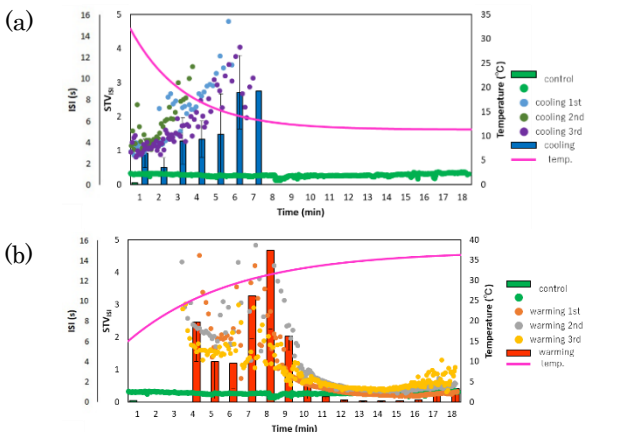 (a)
ISI (s)
16
14
12
10
8
6
4
2
0
STV ISI
5
4
3
2
1
0
1 2 3 4 5 6 7 8 9 10 11 12 13 14 15 16 17 18
Time (min)
35
30
25
20
15
10
5
0
Temperature (°C)
control
cooling 1st
cooling 2nd
cooling 3rd
cooling
temp.
(b)
ISI (s)
16
14
12
10
8
6
4
2
0
STV ISI
5
4
3
2
1
0
1 2 3 4 5 6 7 8 9 10 11 12 13 14 15 16 17 18
Time (min)
40
35
30
25
20
15
10
5
0
Temperature (°C)
control
warming 1st
warming 2nd
warming 3rd
warming
temp.